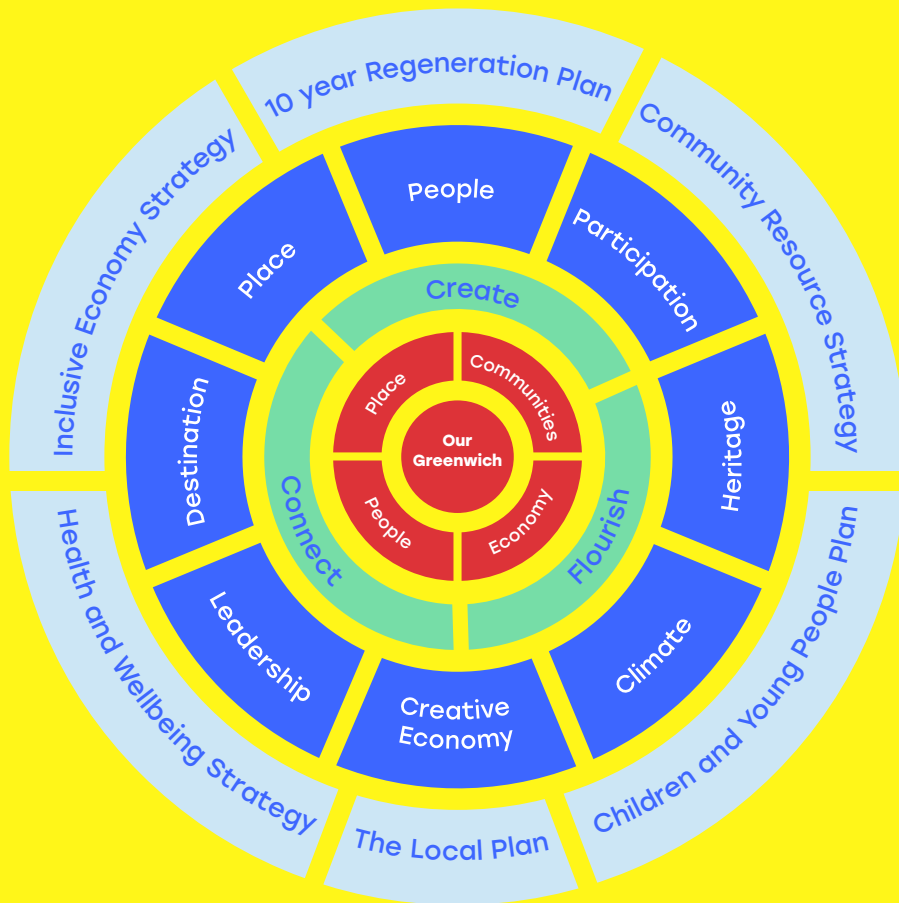 10 year Regeneration Plan
Community Resource Strategy
Children and Young People Plan
The Local Plan
Health and Wellbeing Strategy
Inclusive Economy Strategy
People
Participation
Heritage
Climate
Creative
Economy
Leadership
Destination
Place
Create
Flourish
Connect
Communities
Economy
People
Place
Our
Greenwich